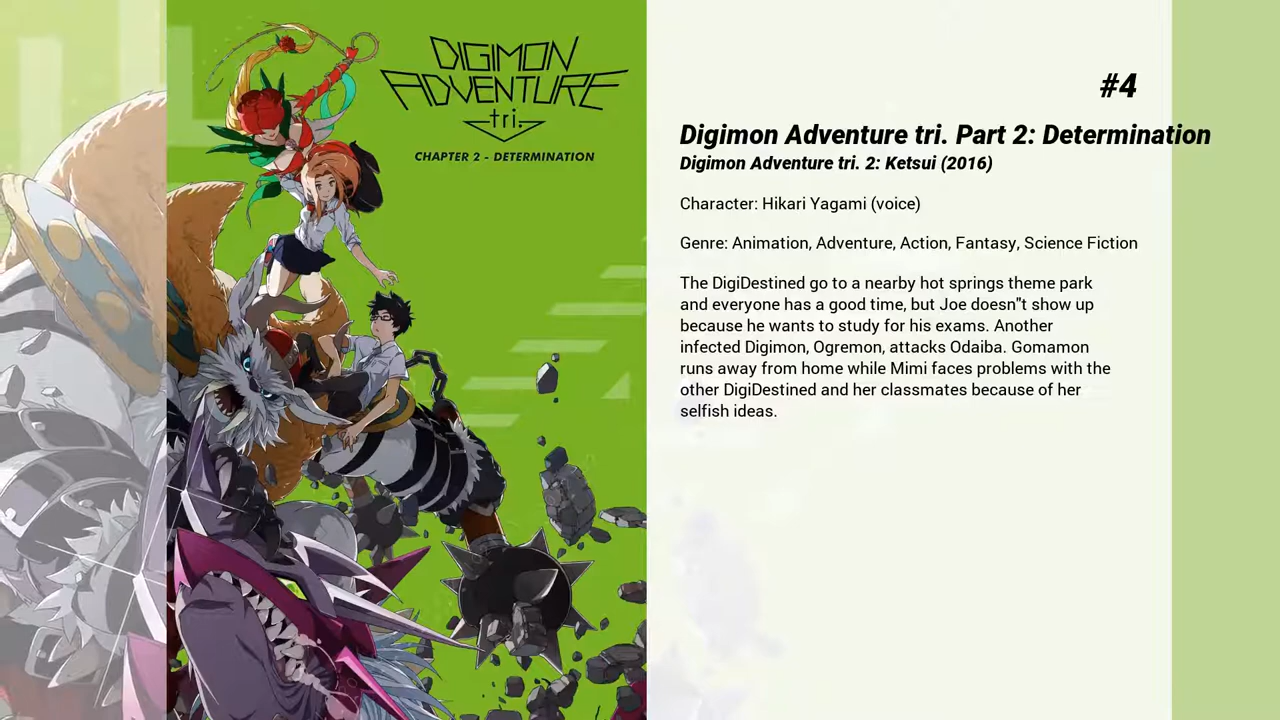 DIGIMON
ADVENTURE
tri.
CHAPTER 2 - DETERMINATION
#4
Digimon Adventure tri. Part 2: Determination
Digimon Adventure tri. 2: Ketsui (2016)
Character: Hikari Yagami (voice)
Genre: Animation, Adventure, Action, Fantasy, Science Fiction
The DigiDestined go to a nearby hot springs theme park
and everyone has a good time, but Joe doesn"t show up
because he wants to study for his exams. Another
infected Digimon, Ogremon, attacks Odaiba. Gomamon
runs away from home while Mimi faces problems with the
other DigiDestined and her classmates because of her
selfish ideas.